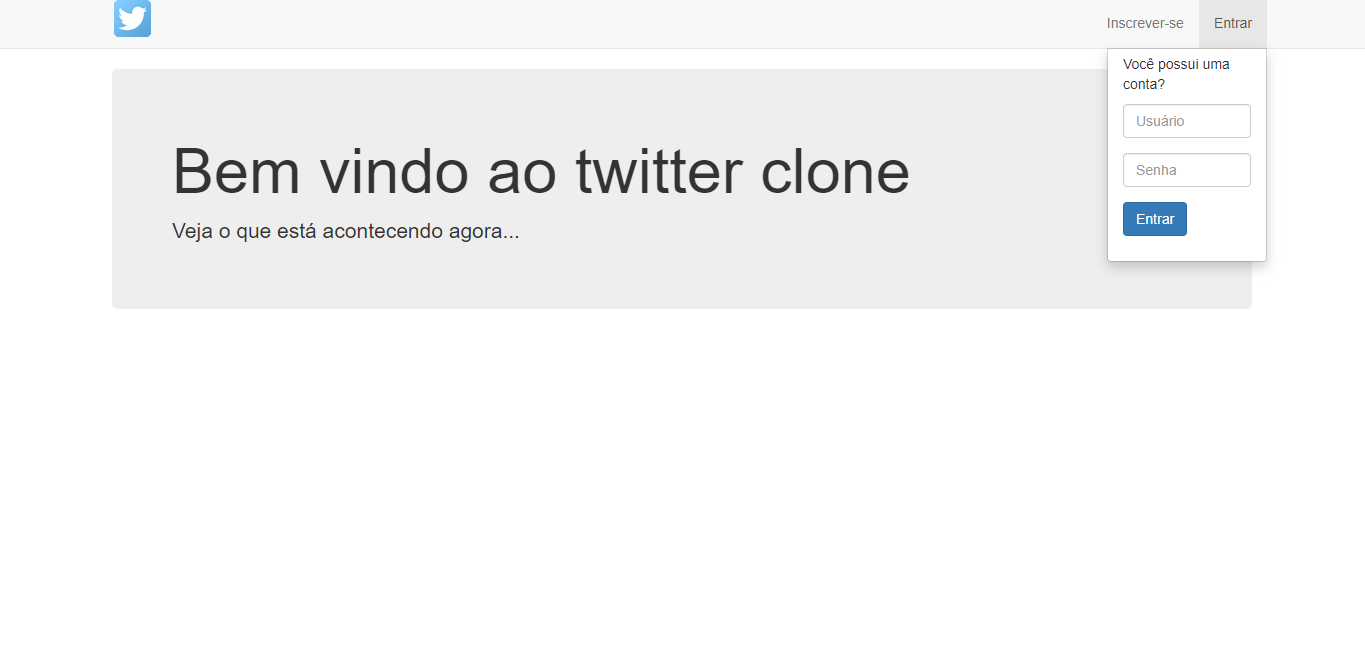 Inscrever-se
Entrar
Você possui uma
conta?
Usuário
Senha
Entrar
Bem vindo ao twitter clone
Veja o que está acontecendo agora...